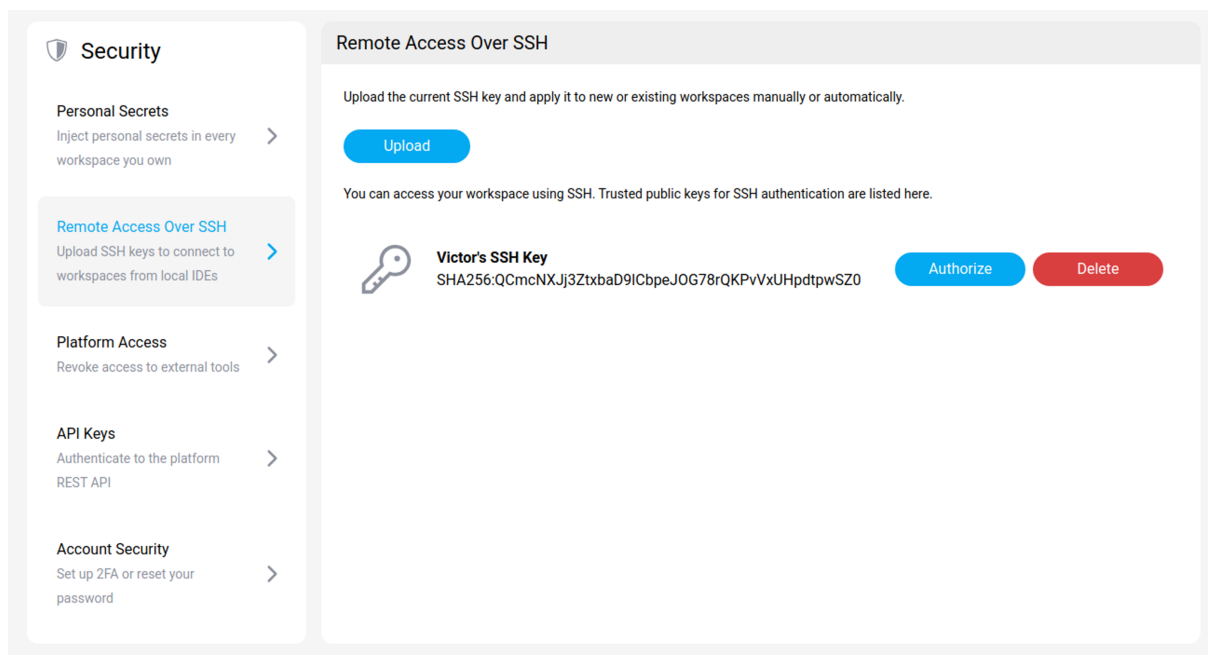 Security
Personal Secrets
Inject personal secrets in every
workspace you own
Remote Access Over SSH
Upload SSH keys to connect to
workspaces from local IDEs
Platform Access
Revoke access to external tools
API Keys
Authenticate to the platform
REST API
Account Security
Set up 2FA or reset your
password
Remote Access Over SSH
Upload the current SSH key and apply it to new or existing workspaces manually or automatically.
Upload
You can access your workspace using SSH. Trusted public keys for SSH authentication are listed here.
Victor's SSH Key
SHA256:QCmcNXJj3ZtxbaD9ICbpeJOG78rQKPvVxUHpdtpwSZ0
Authorize
Delete